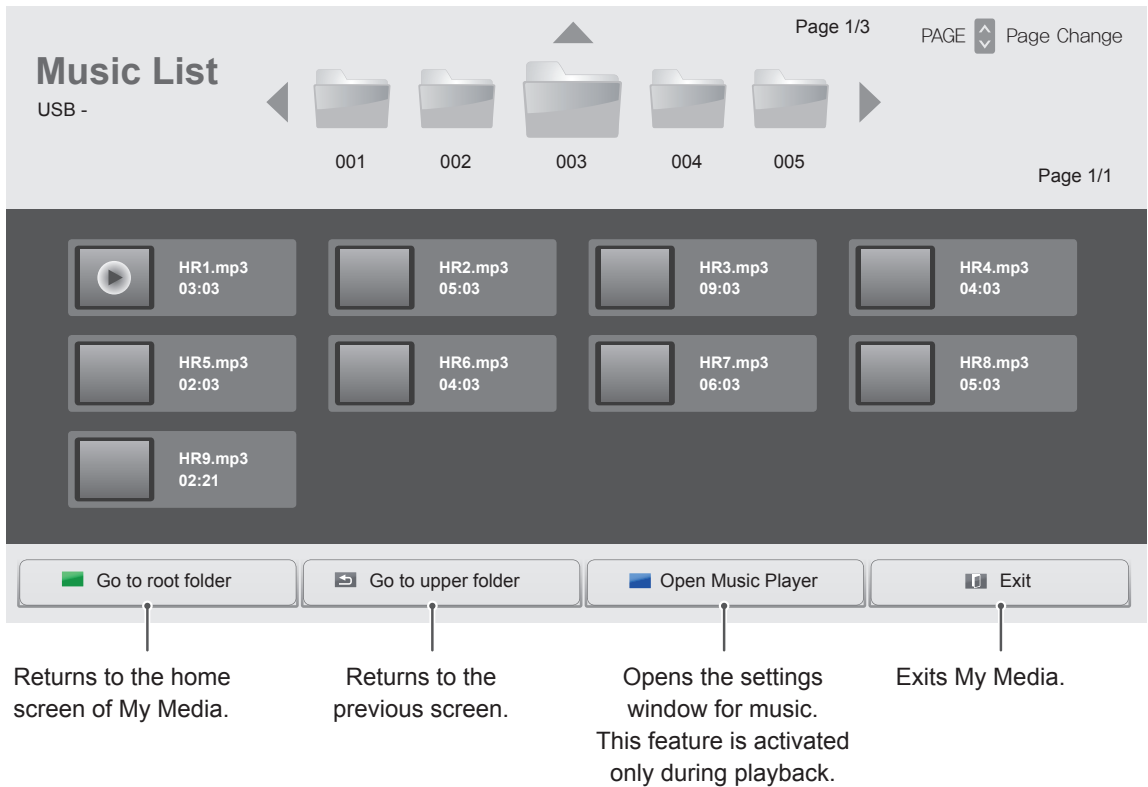 Page 1/3
PAGE Page Change
Music List
USB -
001 002 003 004 005
Page 1/1
HR1.mp3
03:03
HR2.mp3
05:03
HR3.mp3
09:03
HR4.mp3
04:03
HR5.mp3
02:03
HR6.mp3
04:03
HR7.mp3
06:03
HR8.mp3
05:03
HR9.mp3
02:21
Go to root folder
Go to upper folder
Open Music Player
Exit
Returns to the home
screen of My Media.
Returns to the
previous screen.
Opens the settings
window for music.
This feature is activated
only during playback.
Exits My Media.